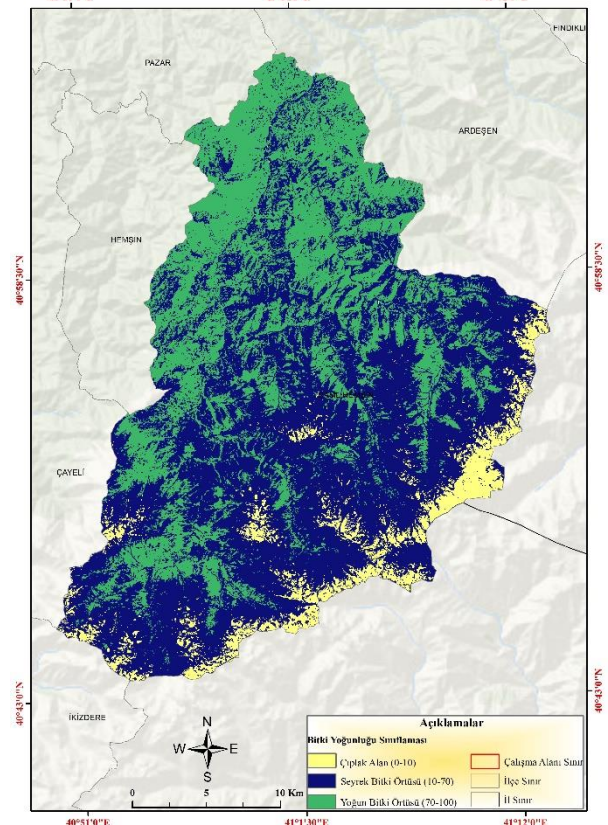 FINDIKLI
PAZAR
ARDEŞEN
HEMŞİN
40°58'30"N
40°58'30"N
ÇAYELİ
40°43'0"N
40°43'0"N
İKİZDERE
N
W E
S
0 5 10 Km
Açıklamalar
Bitki Yoğunluğu Sınıflaması
Çıplak Alan (0-10)
Seyrek Bitki Örtüsü (10-70)
Yoğun Bitki Örtüsü (70-100)
Çalışma Alanı Sınır
İlçe Sınır
İl Sınır
40°51'0"E 41°1'30"E 41°12'0"E